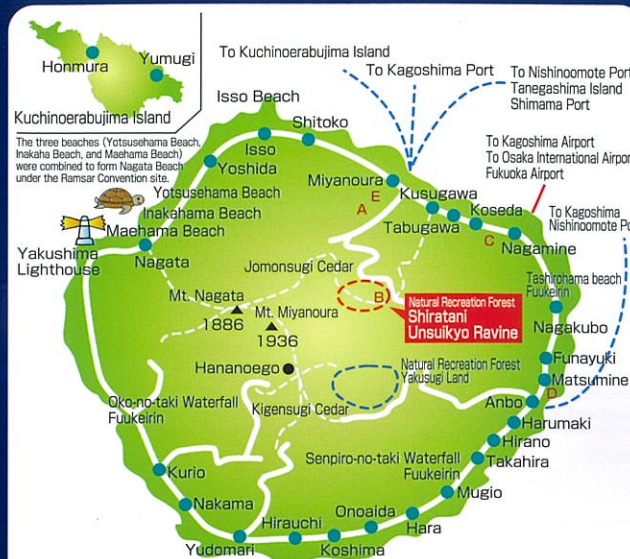 Honmura
Yumugi
Kuchinoerabujima Island
The three beaches (Yotsusehama Beach,
Inakaha Beach, and Maehama Beach)
were combined to form Nagata Beach
under the Ramsar Convention site.
To Kuchinoerabujima Island
To Kagoshima Port
To Nishinoomote Port
Tanegashima Island
Shimama Port
To Kagoshima Airport
To Osaka International Airpor
Fukuoka Airport
To Kagoshima
Nishinoomote Po
Isso Beach
Shitoko
Isso
Yoshida
Yotsusehama Beach
Inakahama Beach
Maehama Beach
Yakushima
Lighthouse
Nagata
Miyanoura
E
A
Kusugawa
Tabugawa
Koseda
C
Nagamine
Jomonsugi Cedar
B
Natural Recreation Forest
Shiratani
Unsuikyo Ravine
Tashirohama beach
Fuukeirin
Nagakubo
Mt. Nagata
1886
Mt. Miyanoura
1936
Hananoego
Natural Recreation Forest
Yakusugi Land
Funayuki
Matsumine
D
Anbo
Oko-no-taki Waterfall
Fuukeirin
Kigensugi Cedar
Harumaki
Hirano
Takahira
Senpiro-no-taki Waterfall
Fuukeirin
Mugio
Kurio
Nakama
Yudomari
Hirauchi
Koshima
Onoaida
Hara